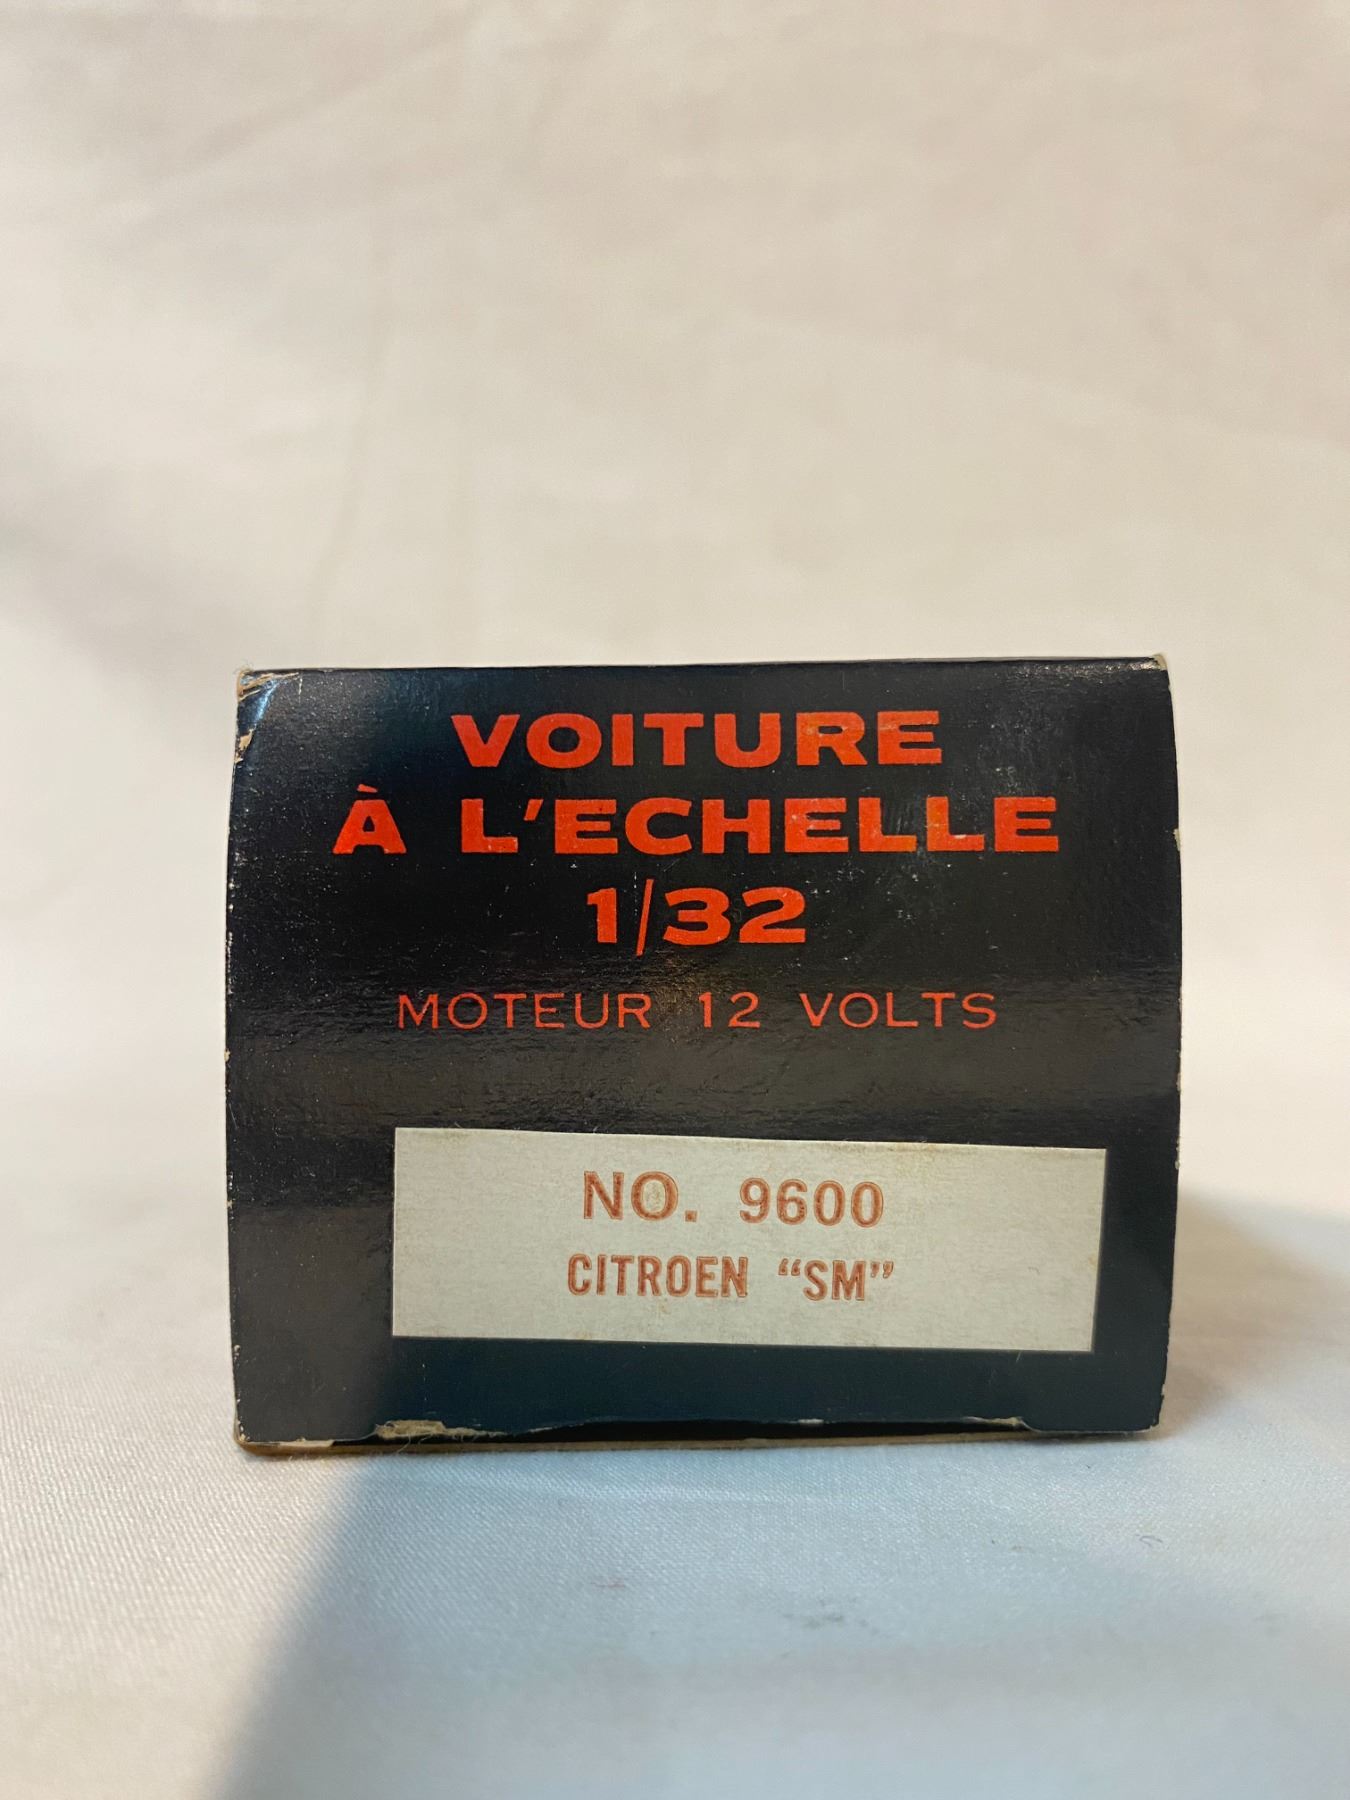 VOITURE
À L'ECHELLE
1/32
MOTEUR 12 VOLTS
NO. 9600
CITROEN “SM”